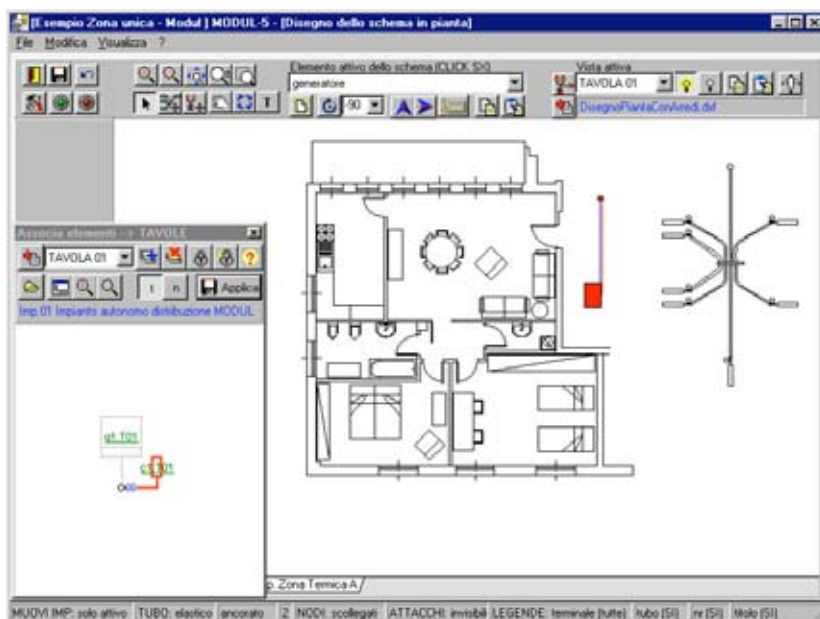 [Esempio Zona unica - Modul ] MODUL-5 - [Disegno dello schema in pianta]
File Modifica Visualizza ?
Elemento attivo dello schema (CLICK SX)
Vista attiva
generatore
TAVOLA 01
-90
T
DisegnoPiantaConArredi.dxf
Associa elementi --> TAVOLE
TAVOLA 01
t n Applica
Imp.01 Impianto autonomo distribuzione MODUL
g1_T01
c1_T01
p. Zona Termica A
MUOVI IMP: solo attivo TUBO: elastico ancorato 2 NODI: scollegati ATTACCHI: invisibili LEGENDE: terminale (tutte) tubo (SI) nr (SI) titolo (SI)